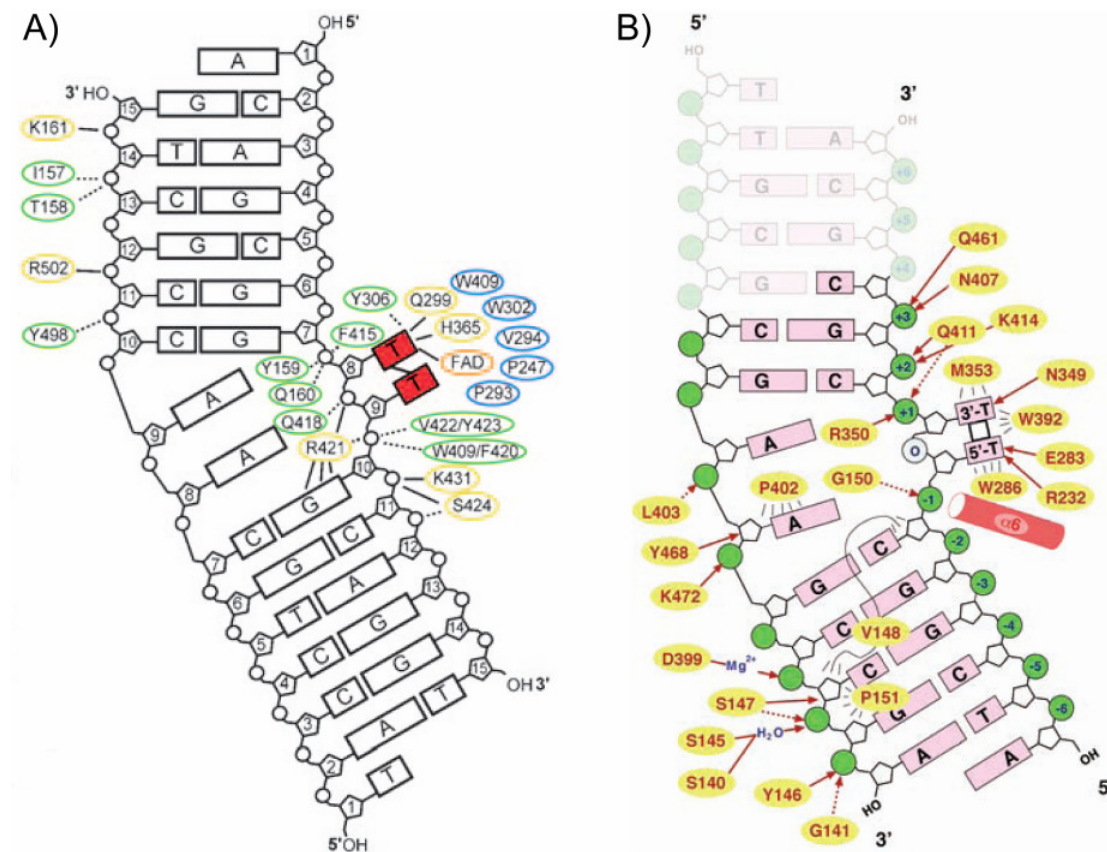 A)
OH 5'
A 1
3' HO 15 G C 2
K161
14 T A 3
I157
T158 13 C G 4
12 G C 5
R502
11 C G 6
Y498 10 C G 7
Y306 Q299 W409
W302
F415 H365
V294
Y159 8 T FAD P247
Q160 9 T P293
Q418
A V422/Y423
9 R421
W409/F420
8 A 10 K431
G 11 S424
7 C C 12
6 G A 13
5 T G 14
4 C G 15
OH 3'
3 C T
2 A
1 T
5' OH
B)
5'
HO
T
3'
OH
T A
+6
G C
+5
C G
+4
G C
Q461
N407
+3
C G
Q411 K414
+2
G C
M353 N349
+1
3'-T
W392
R350
A
O 5'-T E283
P402 G150
W286 R232
L403 A -1
α6
Y468 -2
K472 G C
-3
C G
V148
-4
D399 Mg2+ C G
P151 -5
S147
G C
S145 H2O -6
S140
A T
Y146 A
HO OH
G141 3' 5'